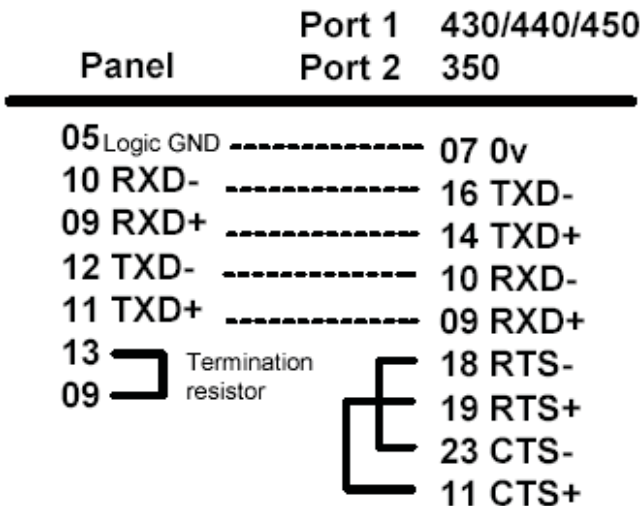 Port 1 430/440/450
Panel Port 2 350
05 Logic GND 07 0v
10 RXD- 16 TXD-
09 RXD+ 14 TXD+
12 TXD- 10 RXD-
11 TXD+ 09 RXD+
13 Termination 18 RTS-
09 resistor 19 RTS+
23 CTS-
11 CTS+